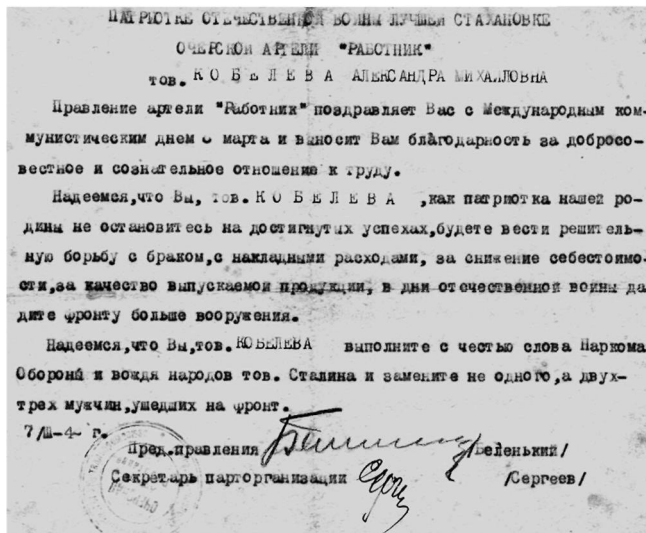 ПАТРИОТКЕ ОТЕЧЕСТВЕННОЙ ВОЙНЫ ЛУЧШЕЙ СТАХАНОВКЕ
ОЧЕРСКОЙ АРТЕЛИ "РАБОТНИК"
тов. КОБЕЛЕВА АЛЕКСАНДРА МИХАЙЛОВНА
Правление артели "Работник" поздравляет Вас с Международным ком-
мунистическим днем 8 марта и выносит Вам благодарность за добросо-
вестное и сознательное отношение к труду.
Надеемся,что Вы, тов. КОБЕЛЕВА ,как патриотка нашей ро-
дины не остановитесь на достигнутых успехах,будете вести решитель-
ную борьбу с браком,с накладными расходами, за снижение себестоимо-
сти,за качество выпускаемой продукции, в дни отечественной войны да
дите фронту больше вооружения.
Надеемся,что Вы,тов. КОБЕЛЕВА выполните с честью слова Наркома
Обороны и вождя народов тов. Сталина и замените не одного,а двух-
трех мужчин,ушедших на фронт.
7/III-4- г.
Пред.правления /Беленький/
Секретарь парторганизации /Сергеев/